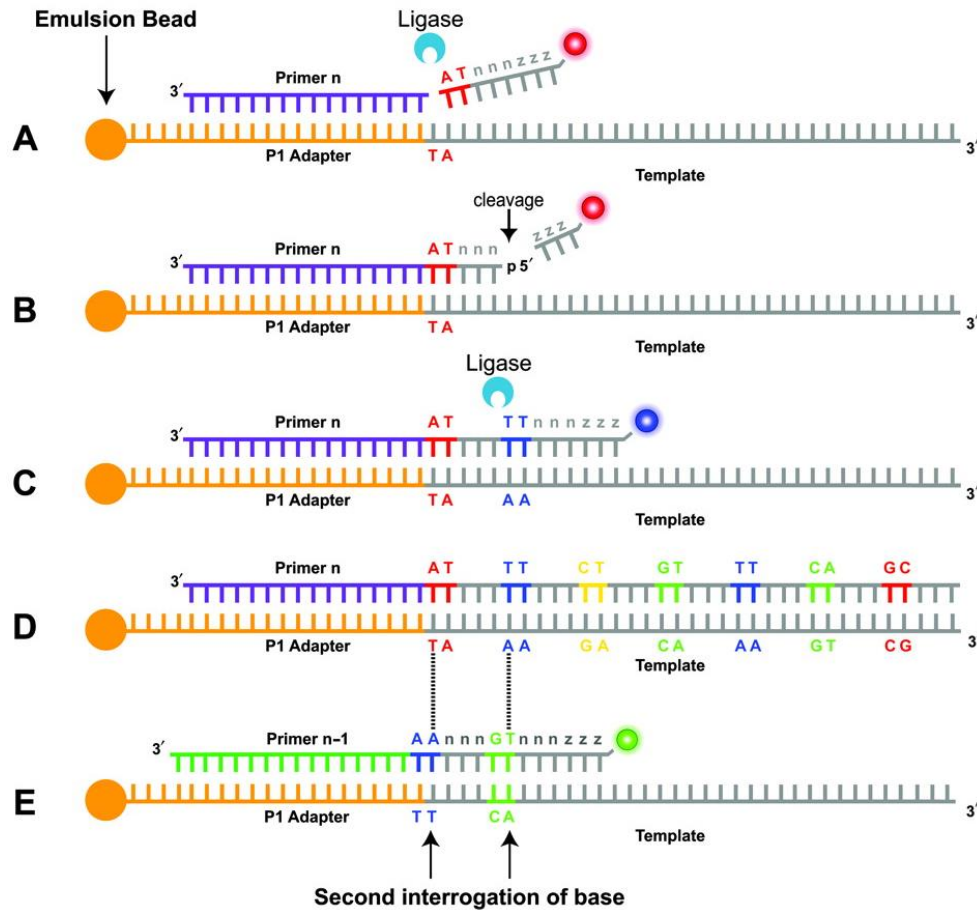 Emulsion Bead
Ligase
A T n n n z z z
Primer n
3′
A
P1 Adapter
T A
Template
3′
cleavage
z z z
Primer n
A T n n n
3′
p 5′
B
P1 Adapter
T A
Template
3′
Ligase
Primer n
A T
T T n n n z z z
3′
C
P1 Adapter
T A
A A
Template
3′
Primer n
A T
T T
C T
G T
T T
C A
G C
3′
D
P1 Adapter
T A
A A
G A
C A
A A
G T
C G
Template
3′
Primer n–1
A A n n n G T n n n z z z
3′
E
P1 Adapter
T T
C A
Template
3′
Second interrogation of base